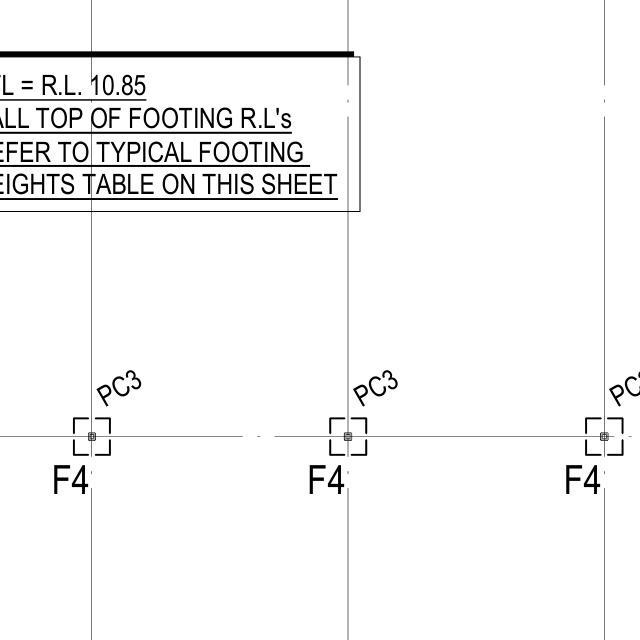 L = R.L. 10.85
ALL TOP OF FOOTING R.L's
EFER TO TYPICAL FOOTING
EIGHTS TABLE ON THIS SHEET
PC3 PC3
F4 F4 F4